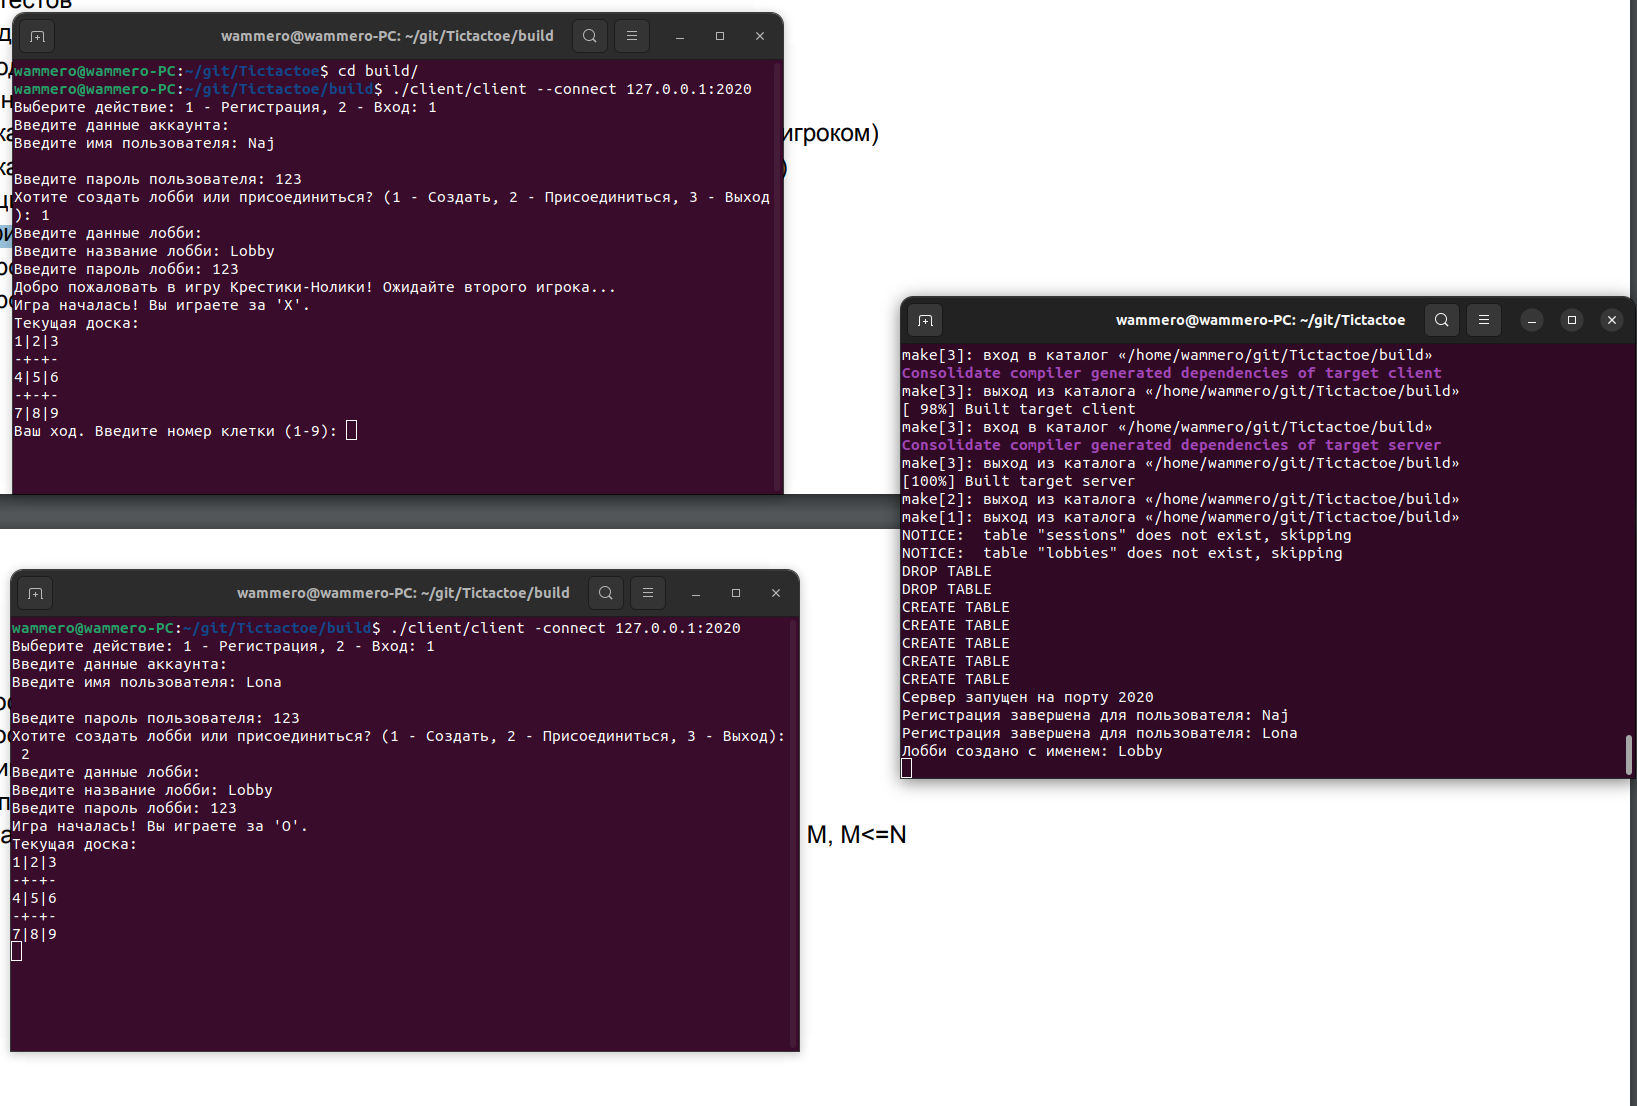 тестов
wammero@wammero-PC: ~/git/Tictactoe/build
wammero@wammero-PC:~/git/Tictactoe$ cd build/
wammero@wammero-PC:~/git/Tictactoe/build$ ./client/client --connect 127.0.0.1:2020
Выберите действие: 1 - Регистрация, 2 - Вход: 1
Введите данные аккаунта:
Введите имя пользователя: Naj
Введите пароль пользователя: 123
Хотите создать лобби или присоединиться? (1 - Создать, 2 - Присоединиться, 3 - Выход
): 1
Введите данные лобби:
Введите название лобби: Lobby
Введите пароль лобби: 123
Добро пожаловать в игру Крестики-Нолики! Ожидайте второго игрока...
Игра началась! Вы играете за 'X'.
Текущая доска:
1|2|3
-+-+-
4|5|6
-+-+-
7|8|9
Ваш ход. Введите номер клетки (1-9):
игроком)
)
wammero@wammero-PC: ~/git/Tictactoe
make[3]: вход в каталог «/home/wammero/git/Tictactoe/build»
Consolidate compiler generated dependencies of target client
make[3]: выход из каталога «/home/wammero/git/Tictactoe/build»
[ 98%] Built target client
make[3]: вход в каталог «/home/wammero/git/Tictactoe/build»
Consolidate compiler generated dependencies of target server
make[3]: выход из каталога «/home/wammero/git/Tictactoe/build»
[100%] Built target server
make[2]: выход из каталога «/home/wammero/git/Tictactoe/build»
make[1]: выход из каталога «/home/wammero/git/Tictactoe/build»
NOTICE:  table "sessions" does not exist, skipping
NOTICE:  table "lobbies" does not exist, skipping
DROP TABLE
DROP TABLE
CREATE TABLE
CREATE TABLE
CREATE TABLE
CREATE TABLE
CREATE TABLE
Сервер запущен на порту 2020
Регистрация завершена для пользователя: Naj
Регистрация завершена для пользователя: Lona
Лобби создано с именем: Lobby
wammero@wammero-PC: ~/git/Tictactoe/build
wammero@wammero-PC:~/git/Tictactoe/build$ ./client/client -connect 127.0.0.1:2020
Выберите действие: 1 - Регистрация, 2 - Вход: 1
Введите данные аккаунта:
Введите имя пользователя: Lona
Введите пароль пользователя: 123
Хотите создать лобби или присоединиться? (1 - Создать, 2 - Присоединиться, 3 - Выход):
2
Введите данные лобби:
Введите название лобби: Lobby
Введите пароль лобби: 123
Игра началась! Вы играете за 'O'.
Текущая доска:
1|2|3
-+-+-
4|5|6
-+-+-
7|8|9
M, M<=N